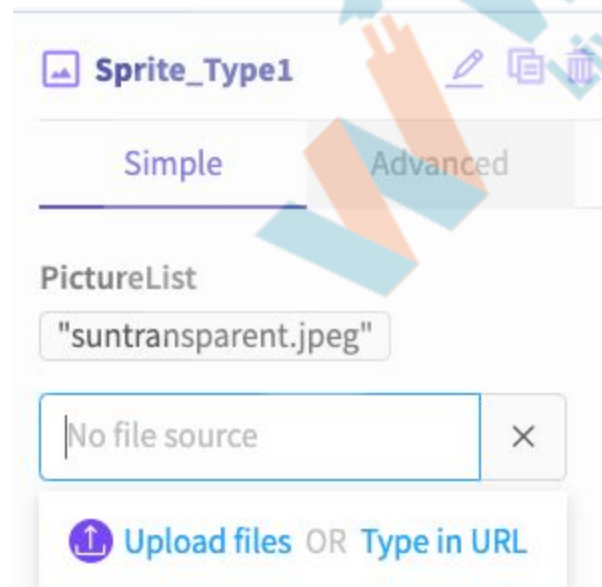 Sprite_Type1
Simple Advanced
PictureList
"suntransparent.jpeg"
No file source
Upload files OR Type in URL